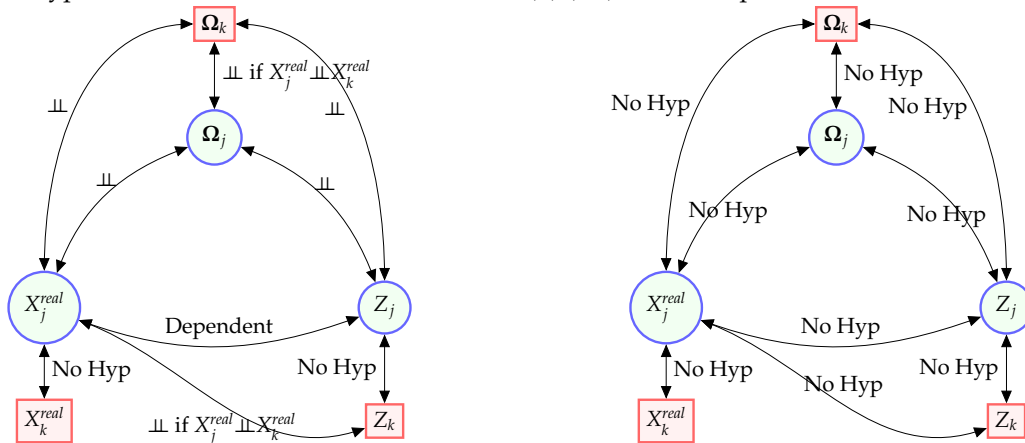 Ω_k Ω_k
⫫ if X_j^{real} ⫫ X_k^{real} No Hyp
⫫ ⫫ No Hyp No Hyp
Ω_j Ω_j
⫫ ⫫ No Hyp No Hyp
X_j^{real} Z_j X_j^{real} Z_j
Dependent No Hyp
No Hyp No Hyp No Hyp No Hyp
No Hyp
X_k^{real} Z_k X_k^{real} Z_k
⫫ if X_j^{real} ⫫ X_k^{real}